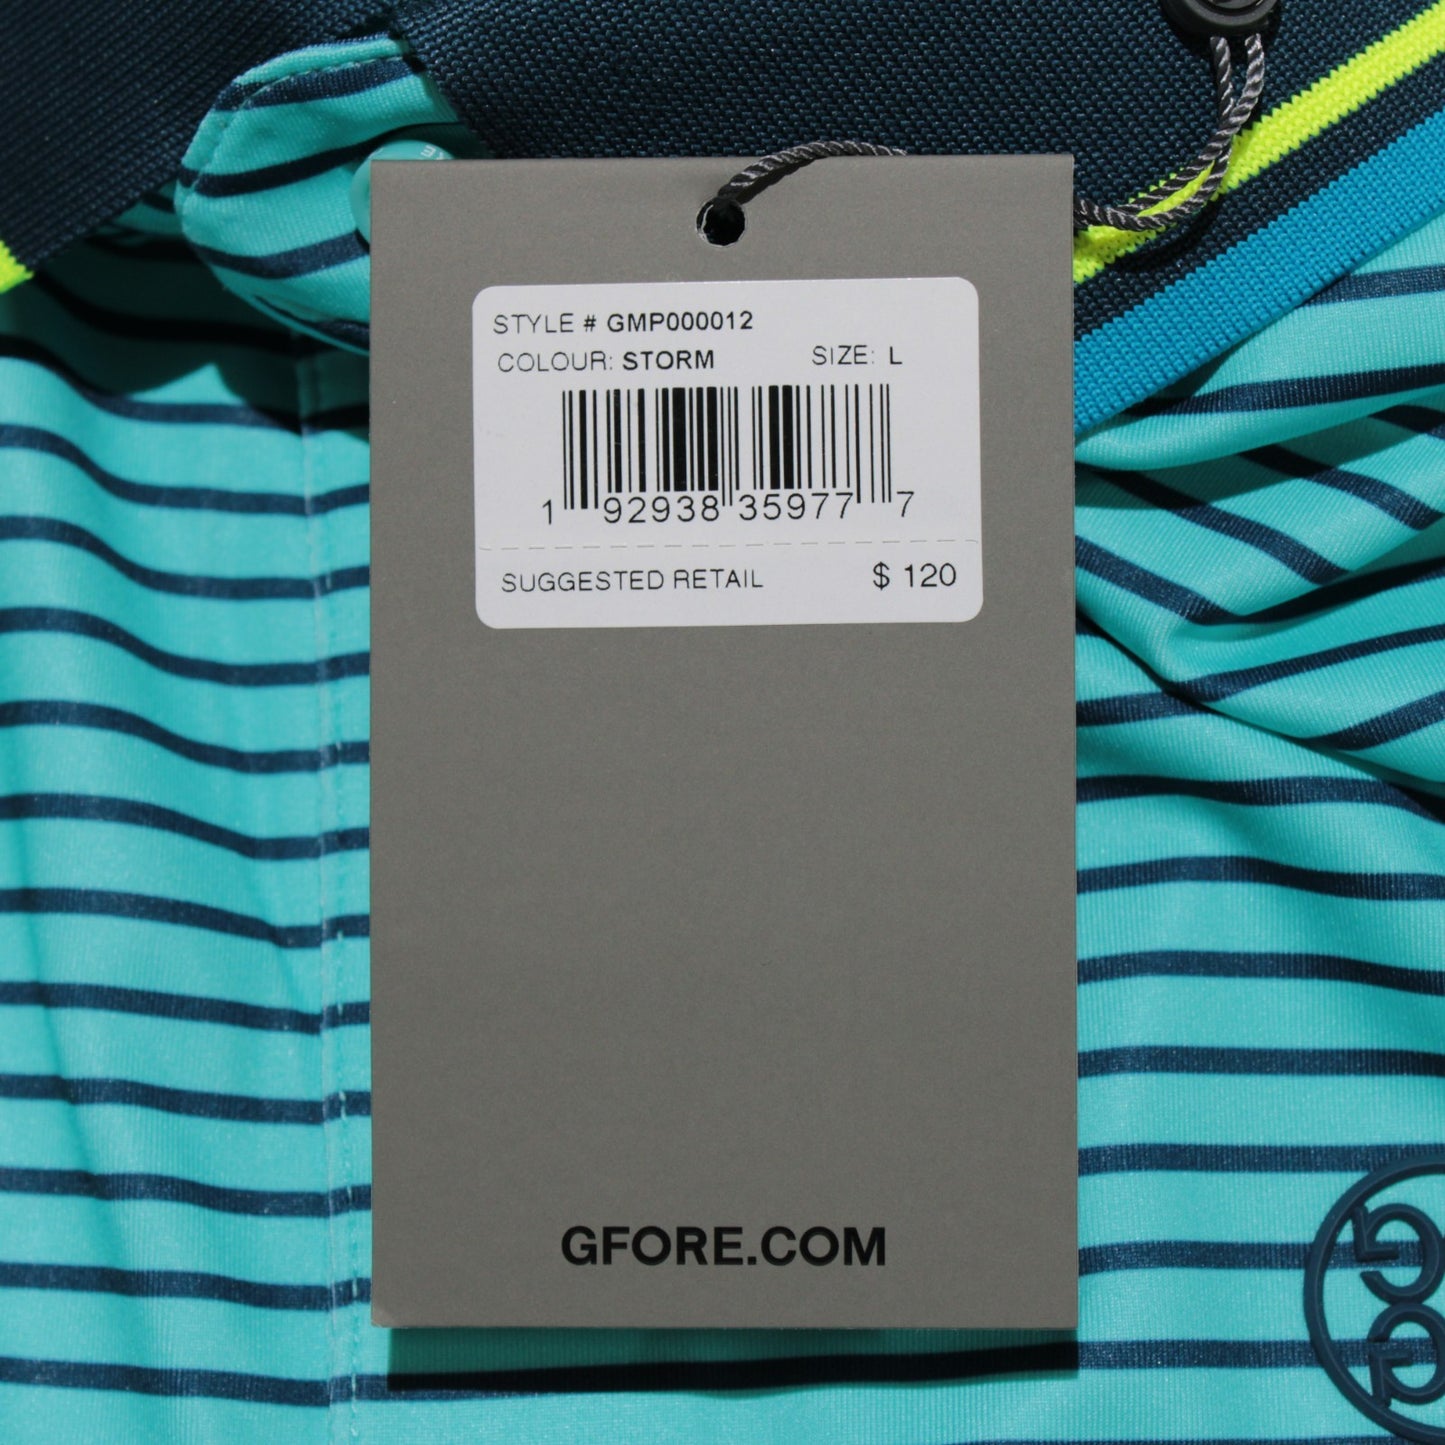 STYLE # GMP000012
COLOUR: STORM SIZE: L
1 92938 35977 7
SUGGESTED RETAIL $ 120
GFORE.COM